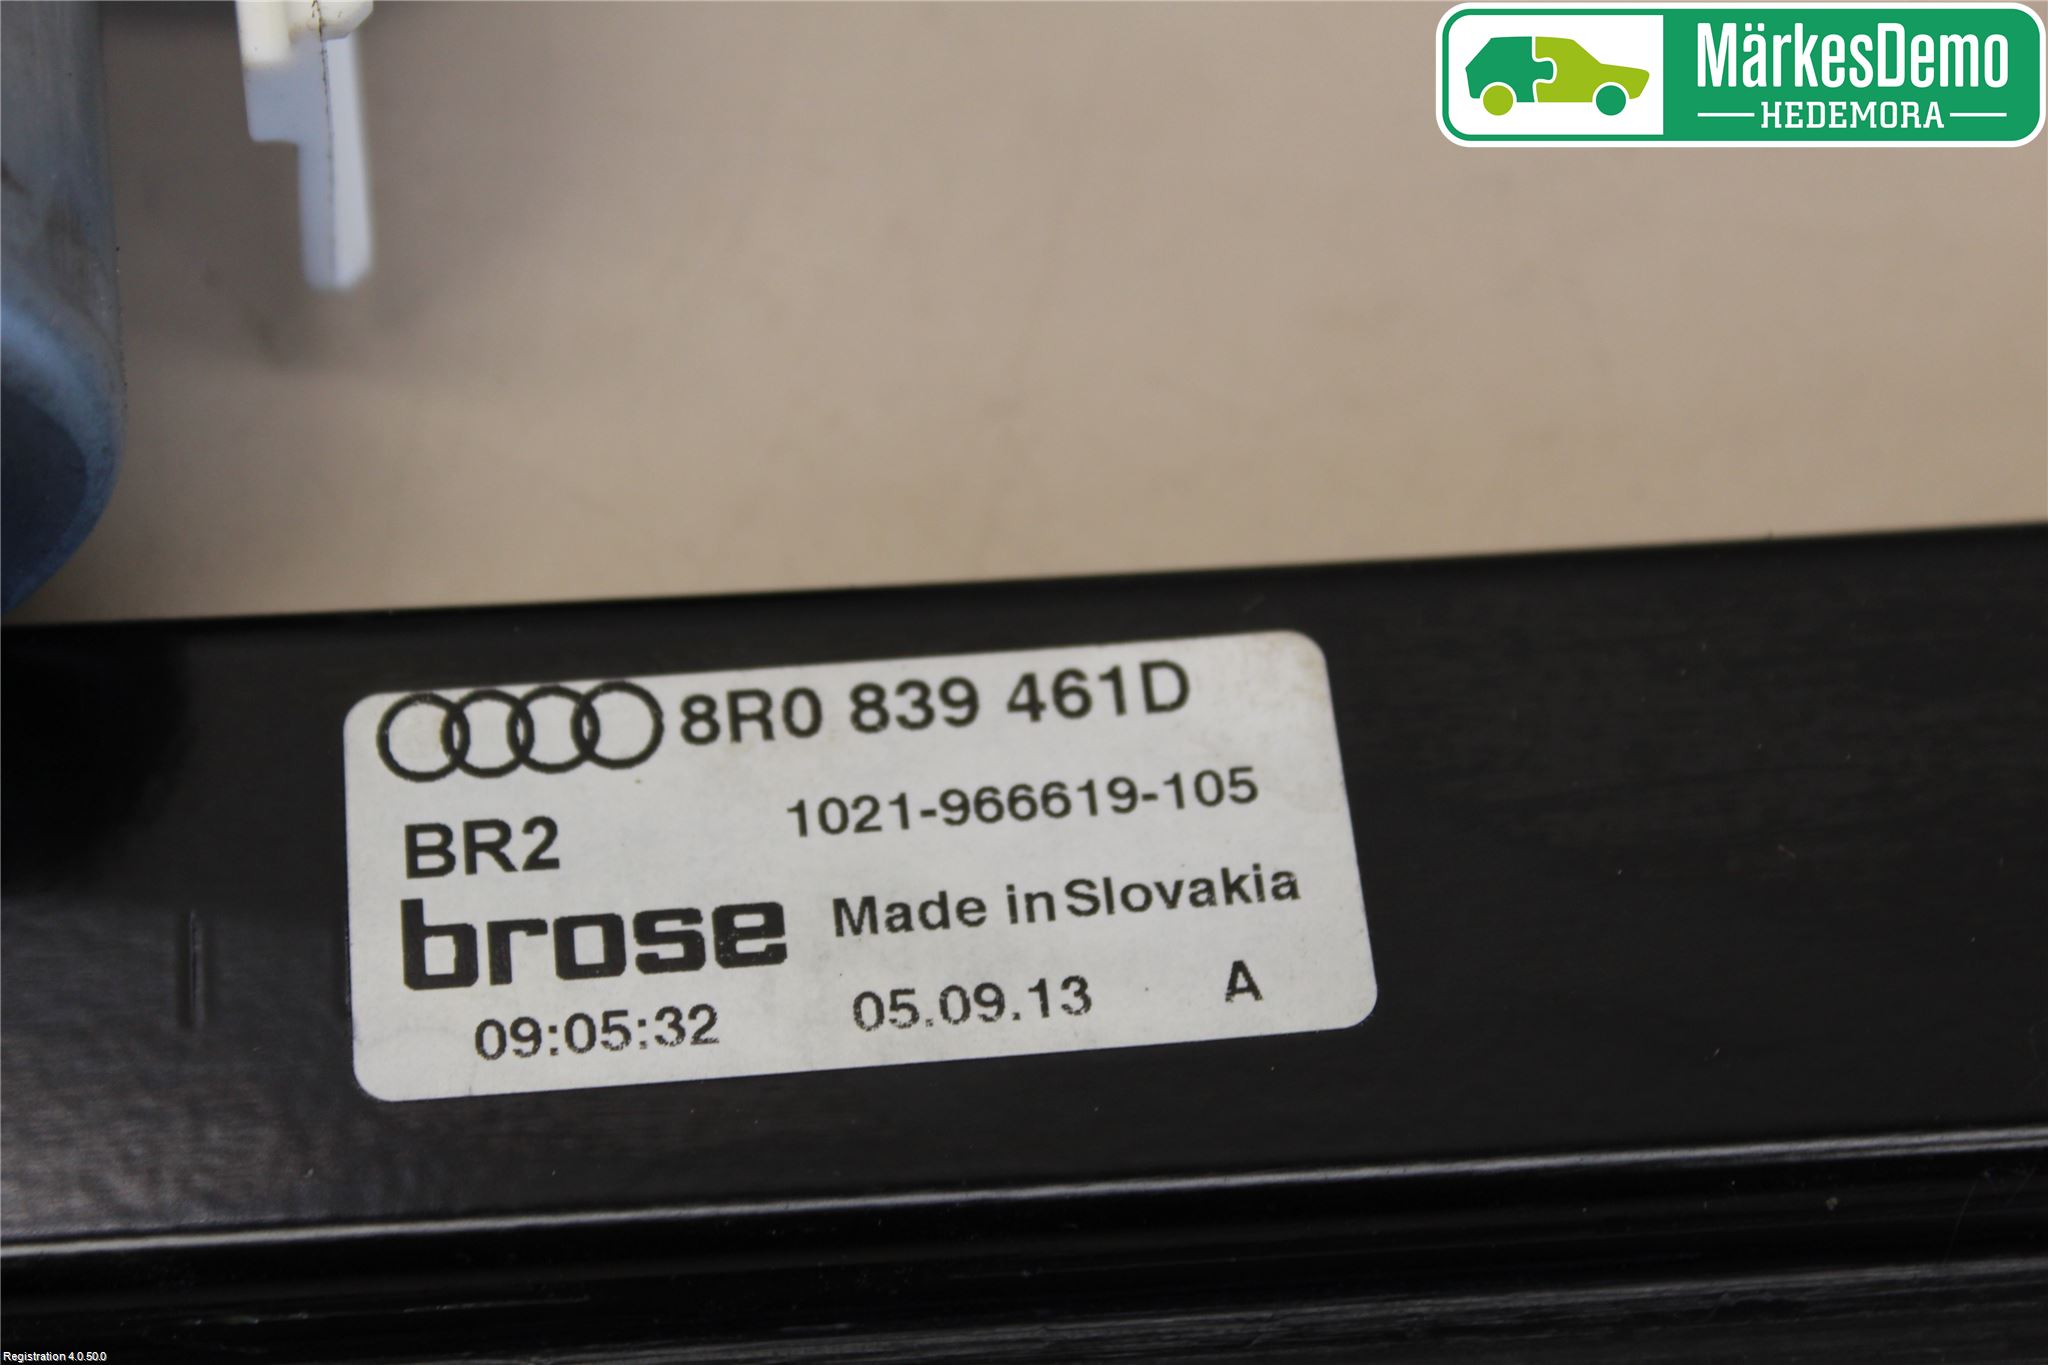 MärkesDemo
HEDEMORA
8R0 839 461D
BR2 1021-966619-105
brose Made in Slovakia
09:05:32 05.09.13 A
Registration 4.0.50.0